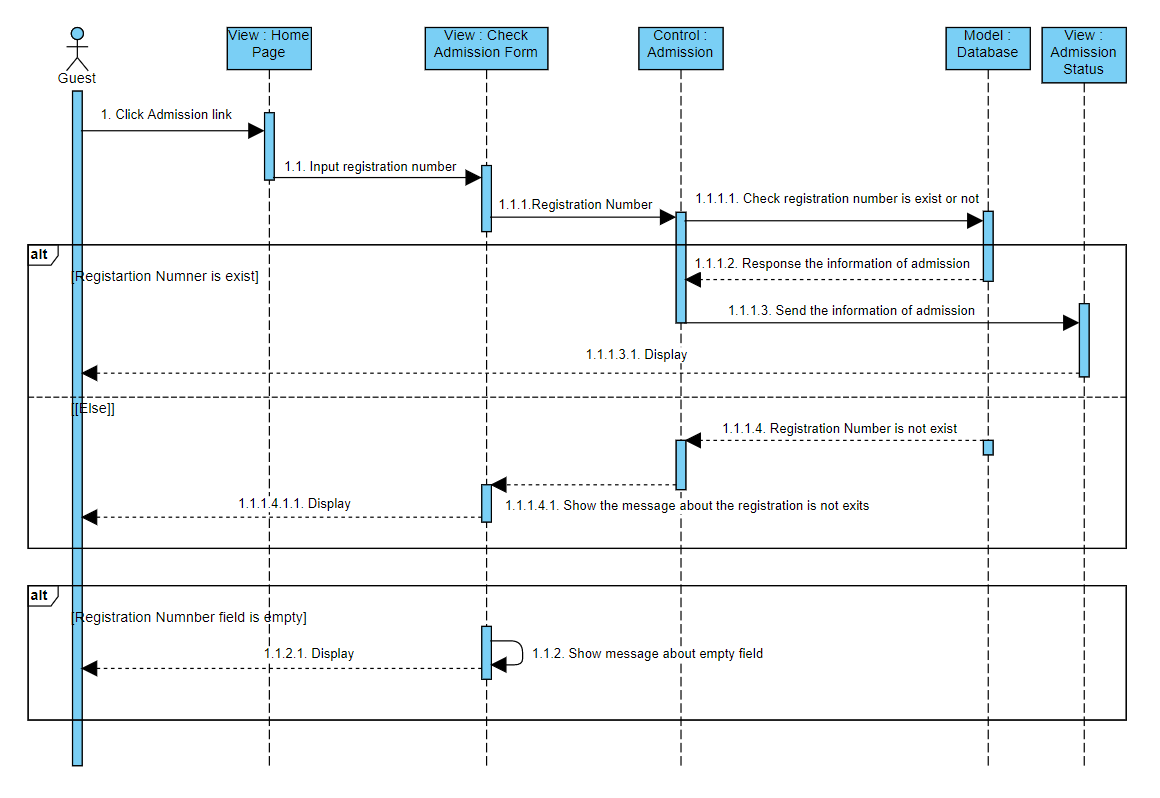 View : Home
Page
View : Check
Admission Form
Control :
Admission
Model :
Database
View :
Admission
Status
Guest
1. Click Admission link
1.1. Input registration number
1.1.1.Registration Number
1.1.1.1. Check registration number is exist or not
alt
[Registartion Numner is exist]
1.1.1.2. Response the information of admission
1.1.1.3. Send the information of admission
1.1.1.3.1. Display
[[Else]]
1.1.1.4. Registration Number is not exist
1.1.1.4.1. Show the message about the registration is not exits
1.1.1.4.1.1. Display
alt
[Registration Numnber field is empty]
1.1.2. Show message about empty field
1.1.2.1. Display